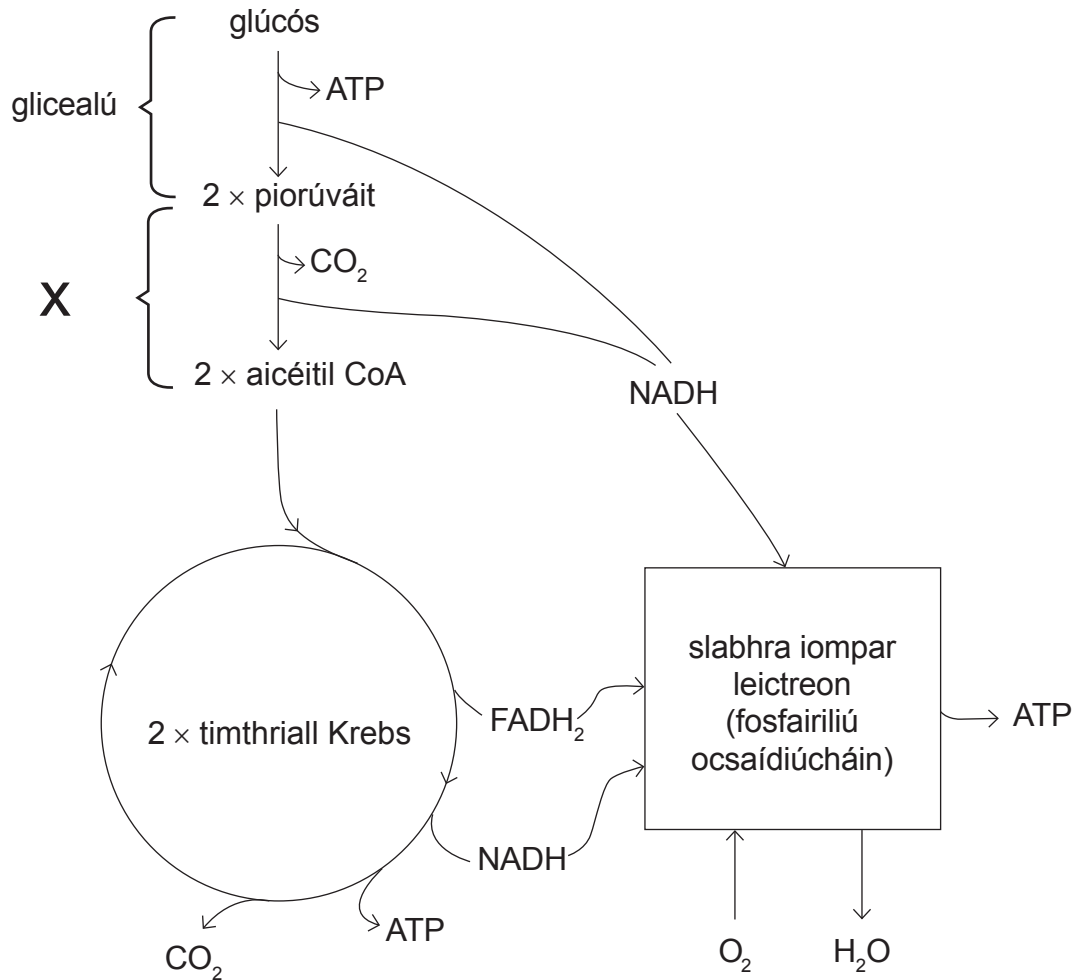 glúcós
ATP
glicealú
2 × piorúváit
CO₂
X
2 × aicéitil CoA
NADH
slabhra iompar
leictreon
(fosfairiliú
ocsaídiúcháin)
ATP
2 × timthriall Krebs
FADH₂
NADH
ATP
CO₂
O₂
H₂O